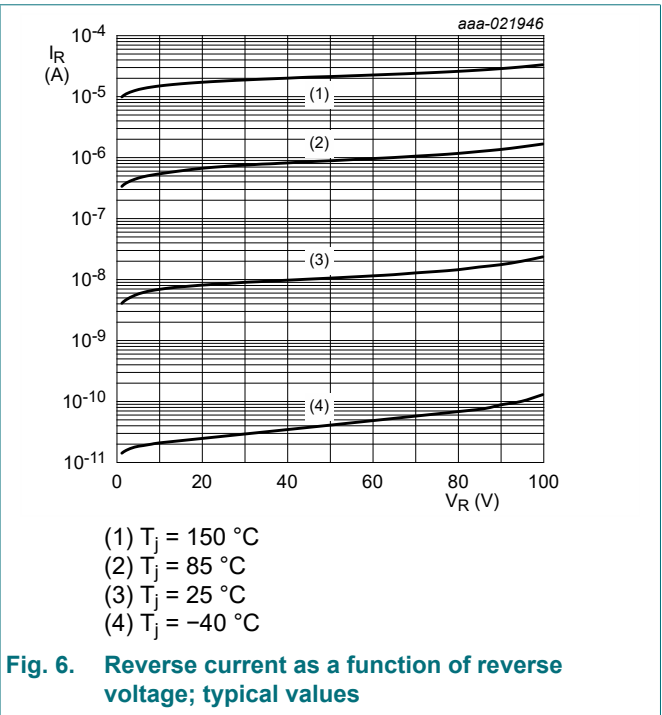 aaa-021946
I_R
(A)
10^-4
10^-5
10^-6
10^-7
10^-8
10^-9
10^-10
10^-11
(1)
(2)
(3)
(4)
0 20 40 60 80 100
V_R (V)
(1) T_j = 150 °C
(2) T_j = 85 °C
(3) T_j = 25 °C
(4) T_j = −40 °C
Fig. 6. Reverse current as a function of reverse
voltage; typical values